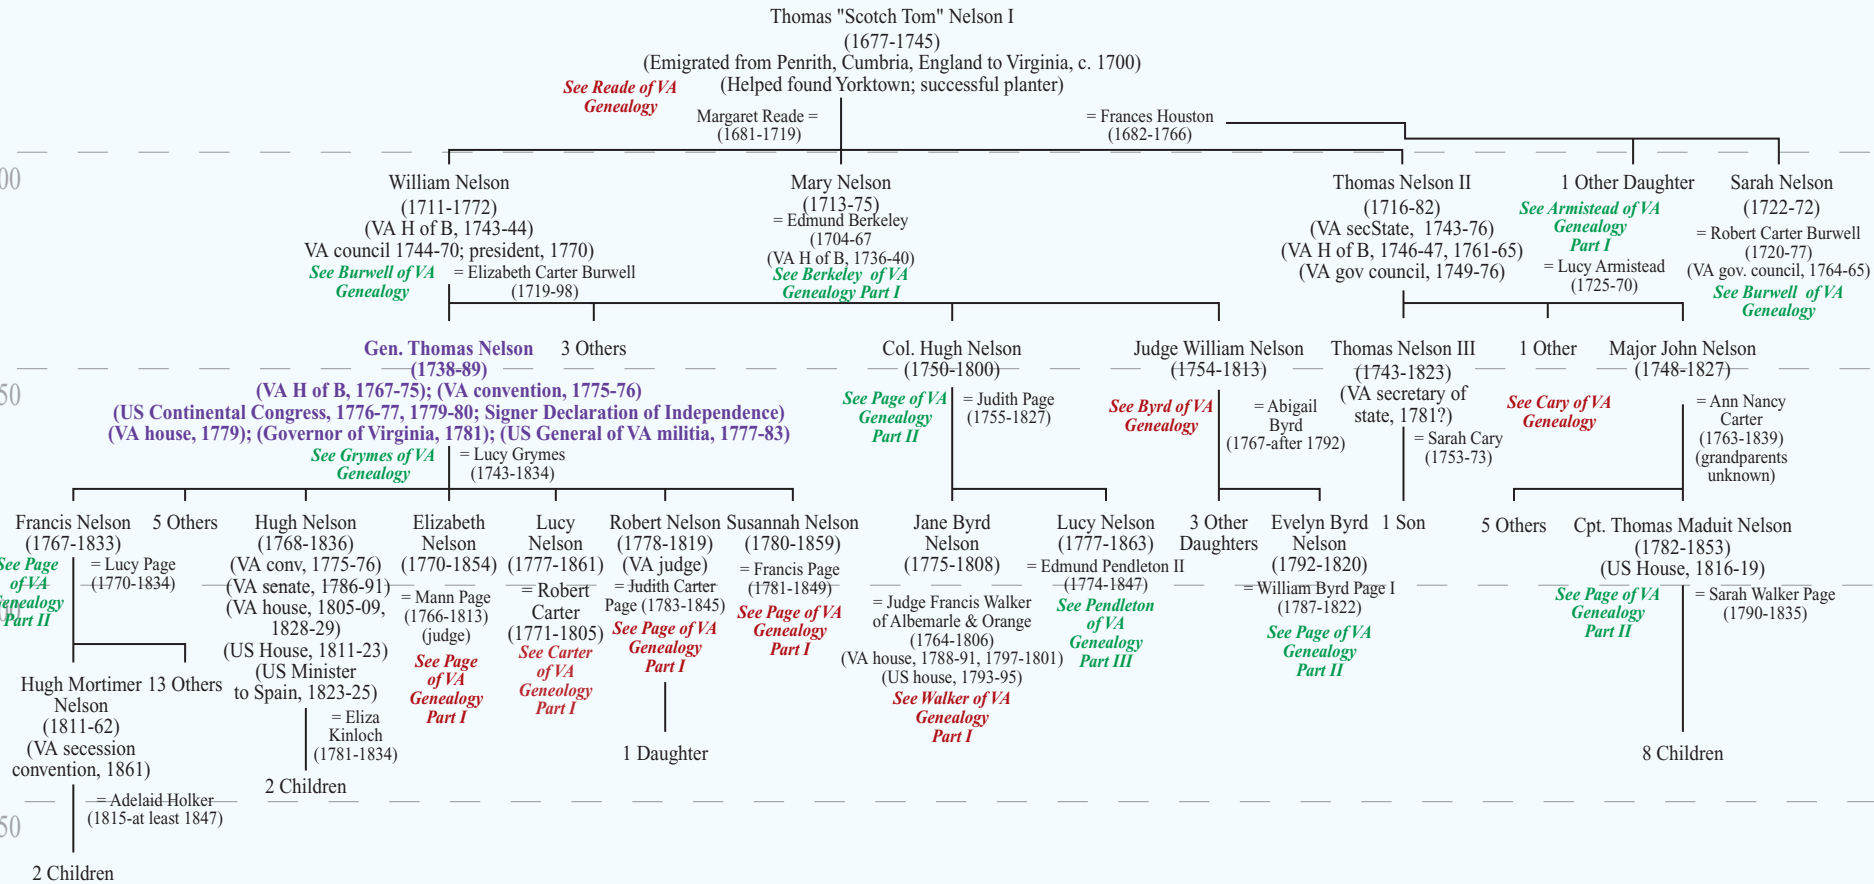 Thomas "Scotch Tom" Nelson I
(1677-1745)
(Emigrated from Penrith, Cumbria, England to Virginia, c. 1700)
(Helped found Yorktown; successful planter)
See Reade of VA
Genealogy
Margaret Reade =
(1681-1719)
= Frances Houston
(1682-1766)
00
William Nelson
(1711-1772)
(VA H of B, 1743-44)
VA council 1744-70; president, 1770)
See Burwell of VA
Genealogy
= Elizabeth Carter Burwell
(1719-98)
Mary Nelson
(1713-75)
= Edmund Berkeley
(1704-67
(VA H of B, 1736-40)
See Berkeley of VA
Genealogy Part I
Thomas Nelson II
(1716-82)
(VA secState, 1743-76)
(VA H of B, 1746-47, 1761-65)
(VA gov council, 1749-76)
1 Other Daughter
See Armistead of VA
Genealogy
Part I
= Lucy Armistead
(1725-70)
Sarah Nelson
(1722-72)
= Robert Carter Burwell
(1720-77)
(VA gov. council, 1764-65)
See Burwell of VA
Genealogy
50
Gen. Thomas Nelson
(1738-89)
(VA H of B, 1767-75); (VA convention, 1775-76)
(US Continental Congress, 1776-77, 1779-80; Signer Declaration of Independence)
(VA house, 1779); (Governor of Virginia, 1781); (US General of VA militia, 1777-83)
See Grymes of VA
Genealogy
= Lucy Grymes
(1743-1834)
3 Others
Col. Hugh Nelson
(1750-1800)
See Page of VA
Genealogy
Part II
= Judith Page
(1755-1827)
Judge William Nelson
(1754-1813)
See Byrd of VA
Genealogy
= Abigail
Byrd
(1767-after 1792)
Thomas Nelson III
(1743-1823)
(VA secretary of
state, 1781?)
= Sarah Cary
(1753-73)
1 Other
See Cary of VA
Genealogy
Major John Nelson
(1748-1827)
= Ann Nancy
Carter
(1763-1839)
(grandparents
unknown)
Francis Nelson
(1767-1833)
See Page
of VA
Genealogy
Part II
= Lucy Page
(1770-1834)
5 Others
Hugh Nelson
(1768-1836)
(VA conv, 1775-76)
(VA senate, 1786-91)
(VA house, 1805-09,
1828-29)
(US House, 1811-23)
(US Minister
to Spain, 1823-25)
= Eliza
Kinloch
(1781-1834)
2 Children
Elizabeth
Nelson
(1770-1854)
= Mann Page
(1766-1813)
(judge)
See Page
of VA
Genealogy
Part I
Lucy
Nelson
(1777-1861)
= Robert
Carter
(1771-1805)
See Carter
of VA
Geneology
Part I
Robert Nelson
(1778-1819)
(VA judge)
= Judith Carter
Page (1783-1845)
See Page of VA
Genealogy
Part I
1 Daughter
Susannah Nelson
(1780-1859)
= Francis Page
(1781-1849)
See Page of VA
Genealogy
Part I
Jane Byrd
Nelson
(1775-1808)
= Judge Francis Walker
of Albemarle & Orange
(1764-1806)
(VA house, 1788-91, 1797-1801)
(US house, 1793-95)
See Walker of VA
Genealogy
Part I
Lucy Nelson
(1777-1863)
= Edmund Pendleton II
(1774-1847)
See Pendleton
of VA
Genealogy
Part III
3 Other
Daughters
Evelyn Byrd
Nelson
(1792-1820)
= William Byrd Page I
(1787-1822)
See Page of VA
Genealogy
Part II
1 Son
5 Others
Cpt. Thomas Maduit Nelson
(1782-1853)
(US House, 1816-19)
See Page of VA
Genealogy
Part II
= Sarah Walker Page
(1790-1835)
8 Children
Hugh Mortimer
Nelson
(1811-62)
(VA secession
convention, 1861)
13 Others
= Adelaid Holker
(1815-at least 1847)
50
2 Children